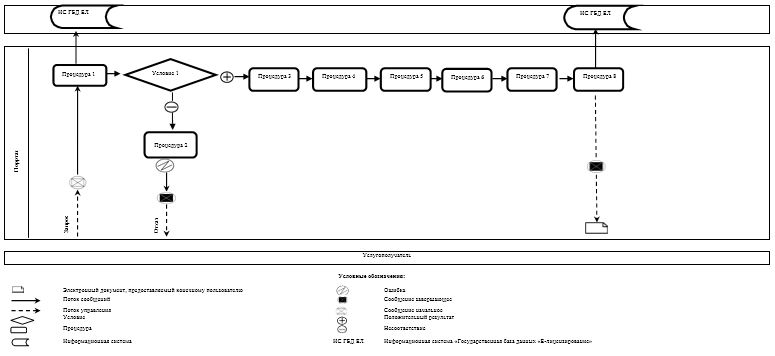 ИС ГБД ЕЛ
ИС ГБД ЕЛ
Процедура 1
Условие 1
Процедура 3
Процедура 4
Процедура 5
Процедура 6
Процедура 7
Процедура 8
Процедура 2
Портал
Запрос
Отказ
Услугополучатель
Условные обозначения:
Электронный документ, представляемый конечному пользователю
Поток сообщений
Поток управления
Условие
Процедура
Информационная система
Ошибка
Сообщение завершающее
Сообщение начальное
Положительный результат
Несоответствие
ИС ГБД ЕЛ
Информационная система «Государственная база данных «Е-лицензирование»